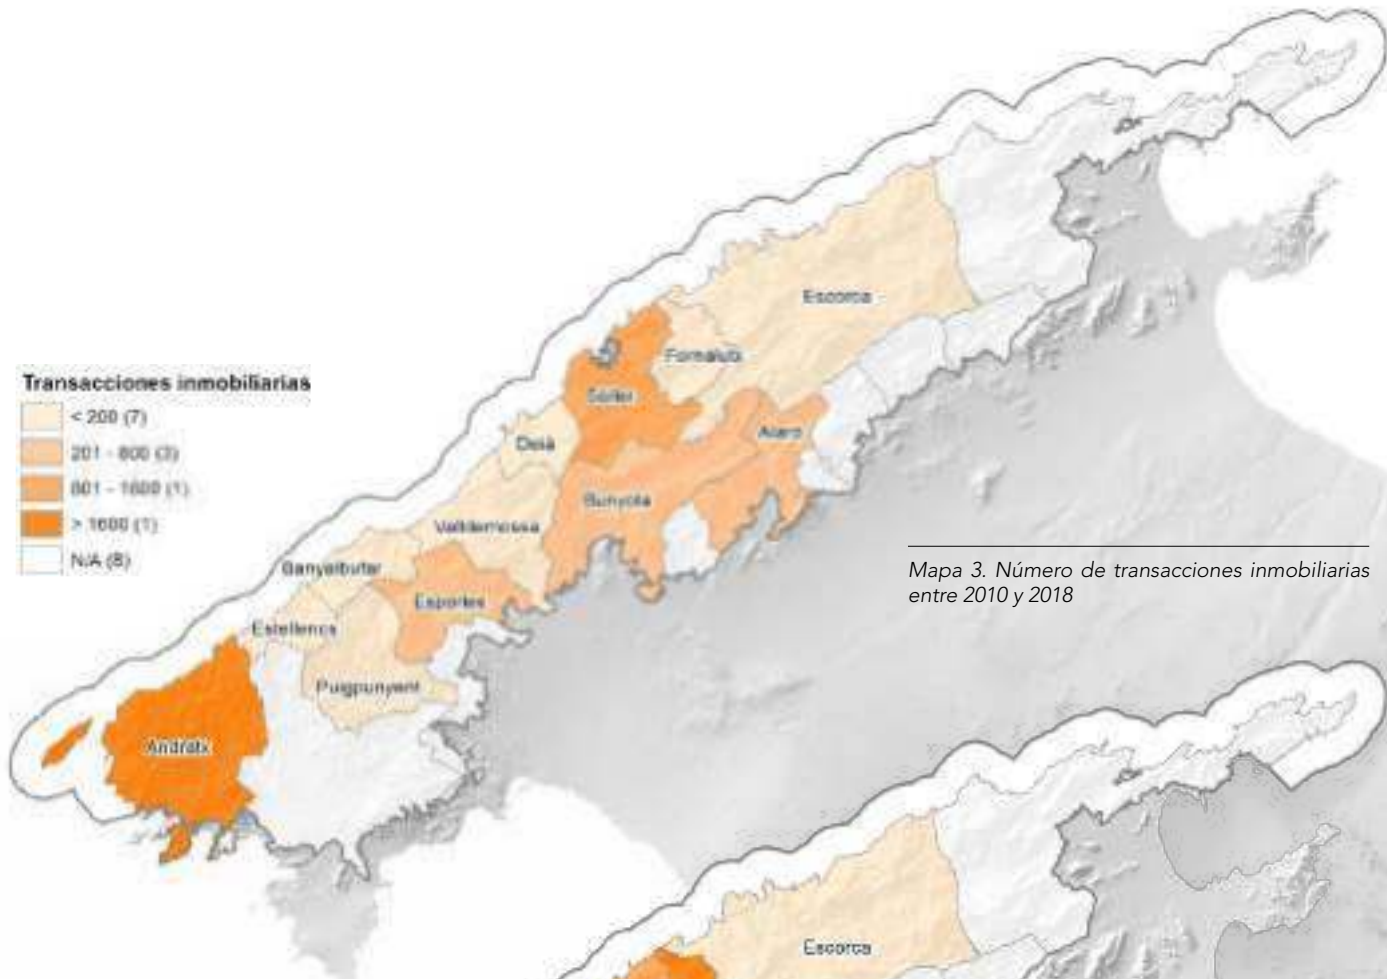 Escorca
Fornalutx
Sóller
Transacciones inmobiliarias
< 200 (7)
201 - 800 (3)
801 - 1600 (1)
> 1600 (1)
N/A (8)
Alaró
Deià
Bunyola
Valldemossa
Banyalbufar
Mapa 3. Número de transacciones inmobiliarias
entre 2010 y 2018
Esporles
Estellencs
Puigpunyent
Andratx
Escorca